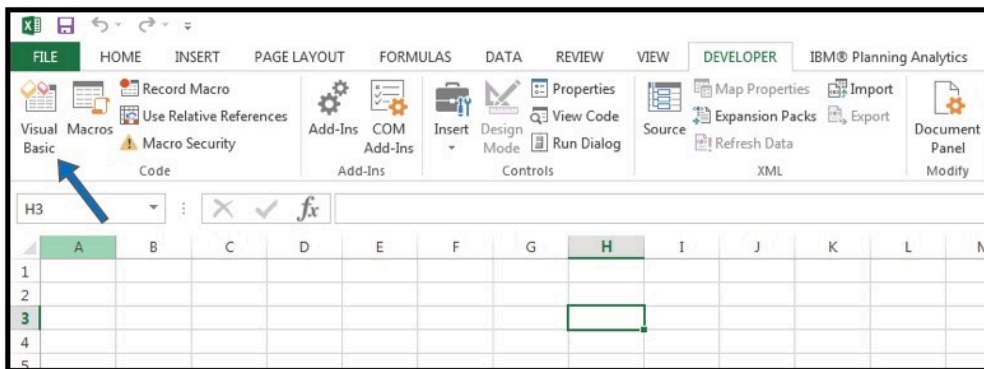 FILE HOME INSERT PAGE LAYOUT FORMULAS DATA REVIEW VIEW DEVELOPER IBM® Planning Analytics
Visual Basic
Macros
Record Macro
Use Relative References
Macro Security
Code
Add-Ins
COM Add-Ins
Add-Ins
Insert
Design Mode
Properties
View Code
Run Dialog
Controls
Source
Map Properties
Expansion Packs
Refresh Data
Import
Export
XML
Document Panel
Modify
H3
fx
A B C D E F G H I J K L
1
2
3
4
5